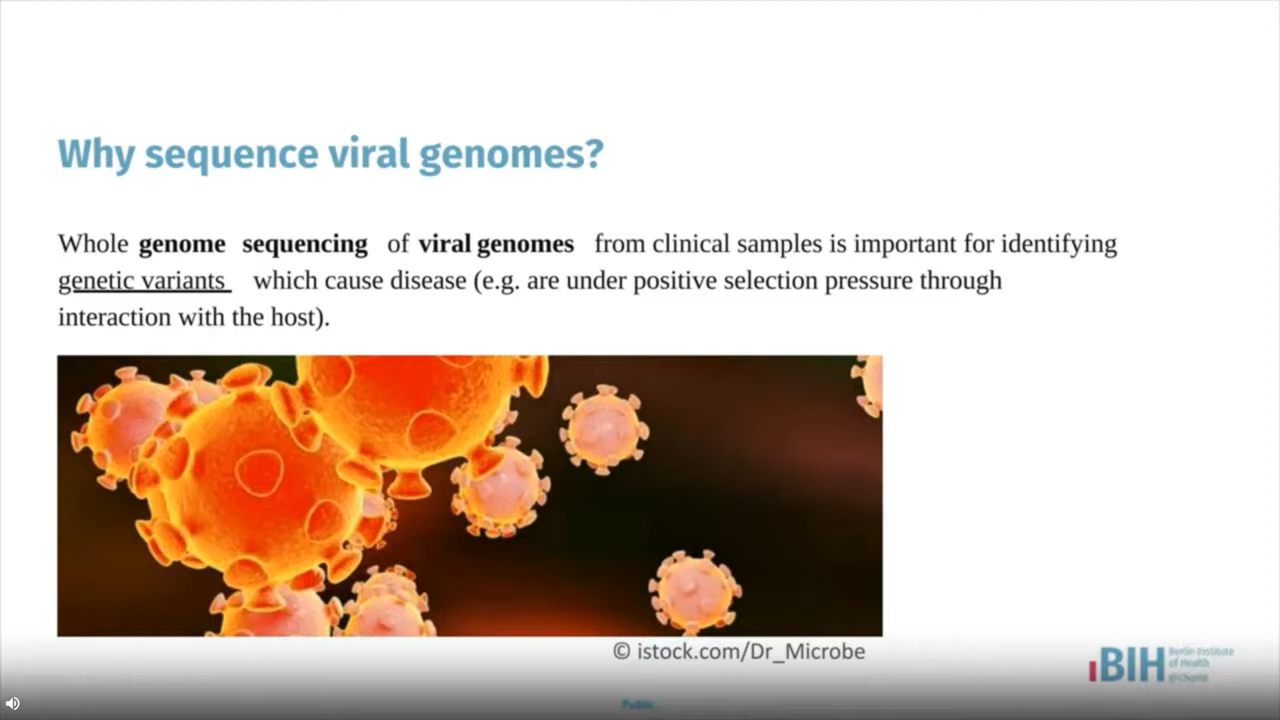 Why sequence viral genomes?
Whole genome sequencing of viral genomes from clinical samples is important for identifying
genetic variants which cause disease (e.g. are under positive selection pressure through
interaction with the host).
© istock.com/Dr_Microbe
BIH Berlin Institute
of Health
@Charité
Public